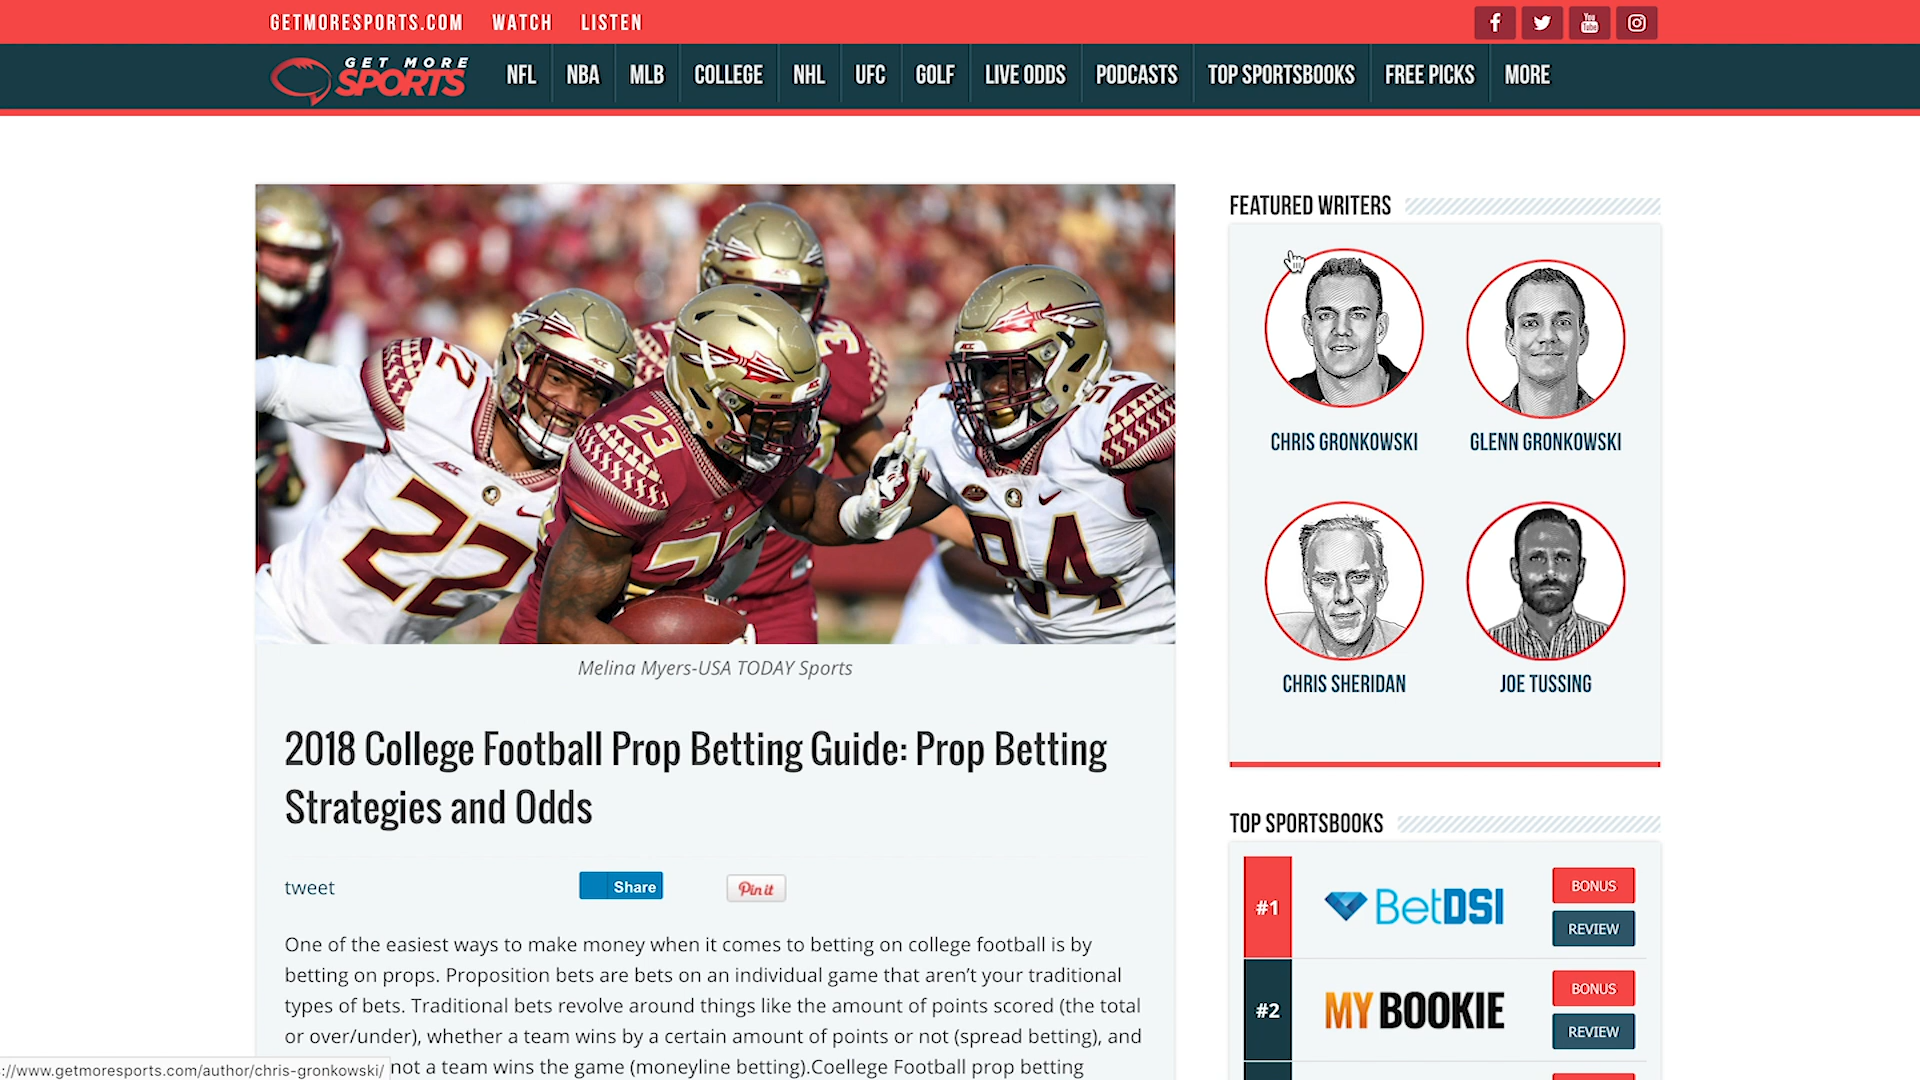 GETMORESPORTS.COM WATCH LISTEN
GET MORE
SPORTS
NFL NBA MLB COLLEGE NHL UFC GOLF LIVE ODDS PODCASTS TOP SPORTSBOOKS FREE PICKS MORE
ACC
22
23
94
22
23
94
Melina Myers-USA TODAY Sports
2018 College Football Prop Betting Guide: Prop Betting
Strategies and Odds
tweet
Share
Pin it
One of the easiest ways to make money when it comes to betting on college football is by
betting on props. Proposition bets are bets on an individual game that aren’t your traditional
types of bets. Traditional bets revolve around things like the amount of points scored (the total
or over/under), whether a team wins by a certain amount of points or not (spread betting), and
not a team wins the game (moneyline betting).Coellege Football prop betting
://www.getmoresports.com/author/chris-gronkowski/
FEATURED WRITERS
CHRIS GRONKOWSKI
GLENN GRONKOWSKI
CHRIS SHERIDAN
JOE TUSSING
TOP SPORTSBOOKS
#1
BetDSI
BONUS
REVIEW
#2
MYBOOKIE
BONUS
REVIEW